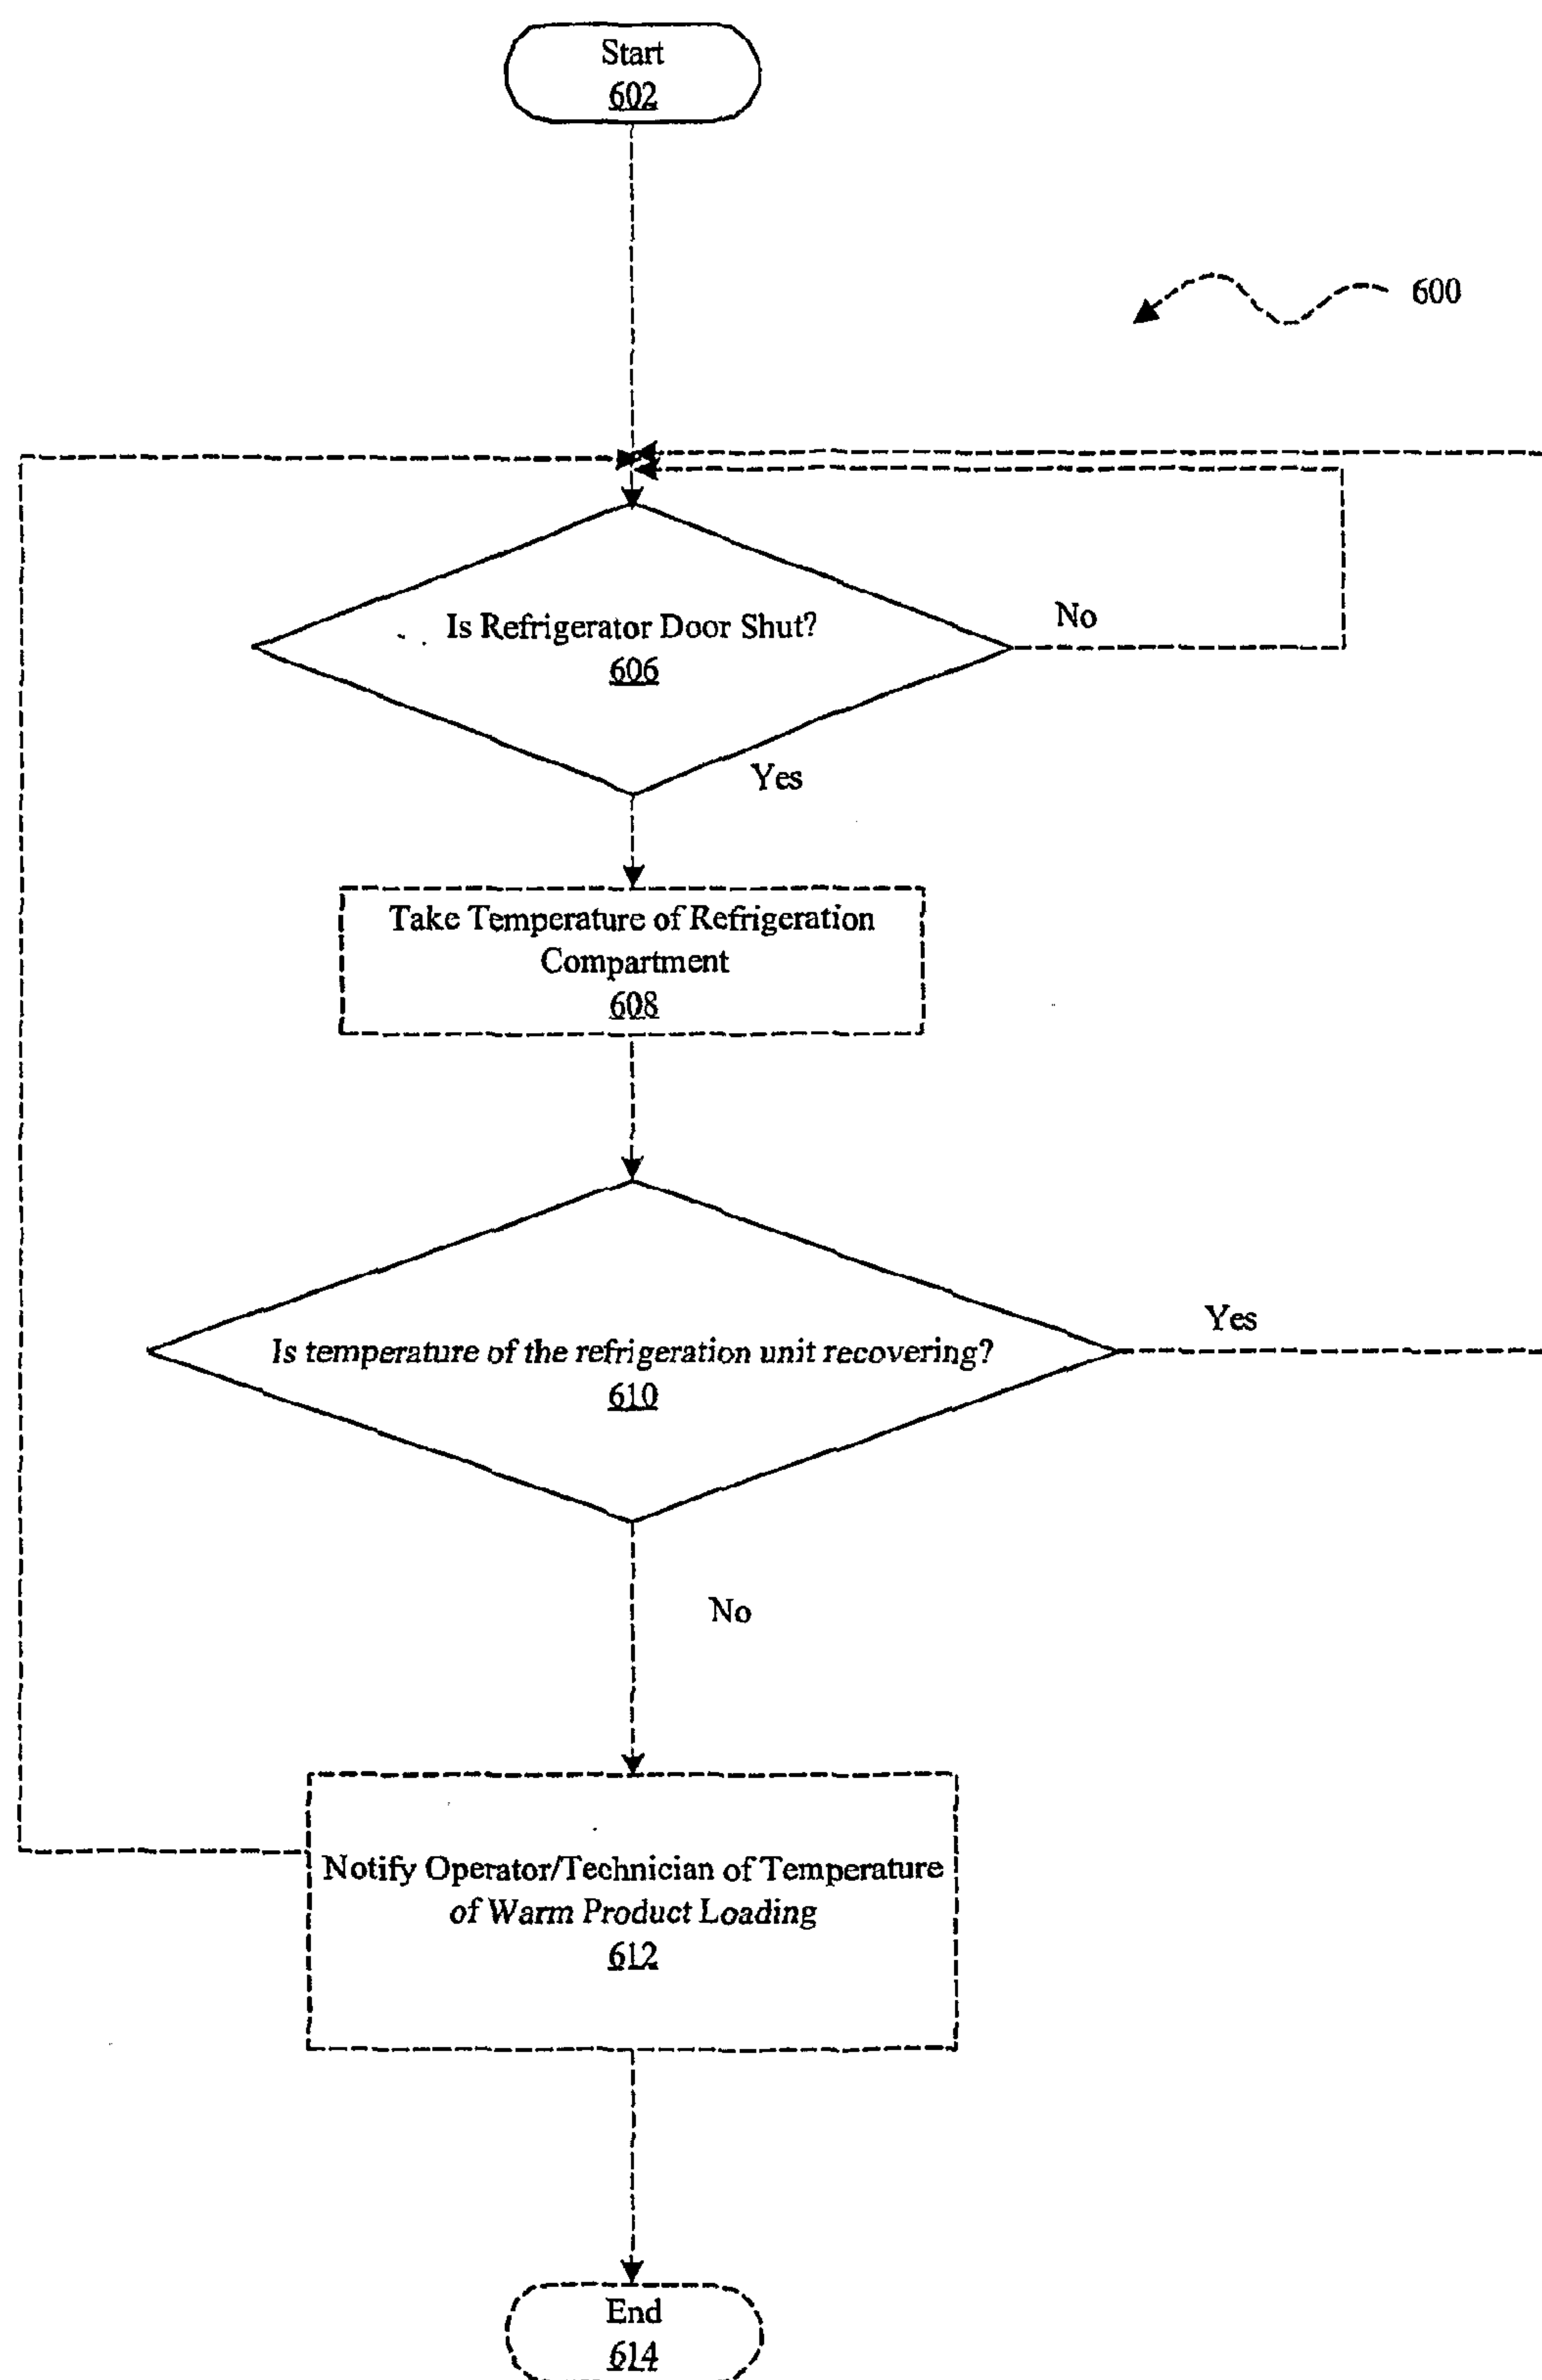 Start
602
600
Is Refrigerator Door Shut?
606
No
Yes
Take Temperature of Refrigeration
Compartment
608
Is temperature of the refrigeration unit recovering?
610
Yes
No
Notify Operator/Technician of Temperature
of Warm Product Loading
612
End
614